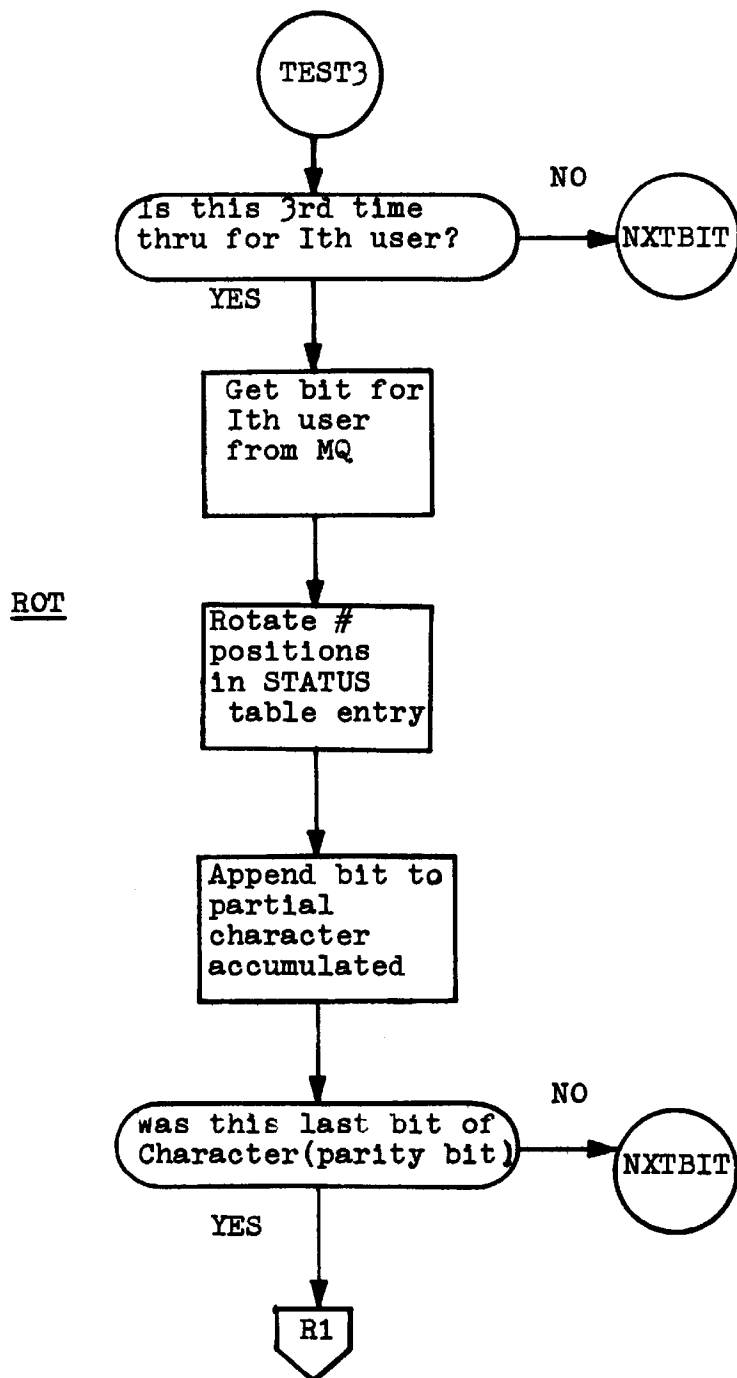 TEST3
NO
Is this 3rd time
thru for Ith user?
NXTBIT
YES
Get bit for
Ith user
from MQ
ROT
Rotate #
positions
in STATUS
table entry
Append bit to
partial
character
accumulated
NO
was this last bit of
Character(parity bit)
NXTBIT
YES
R1